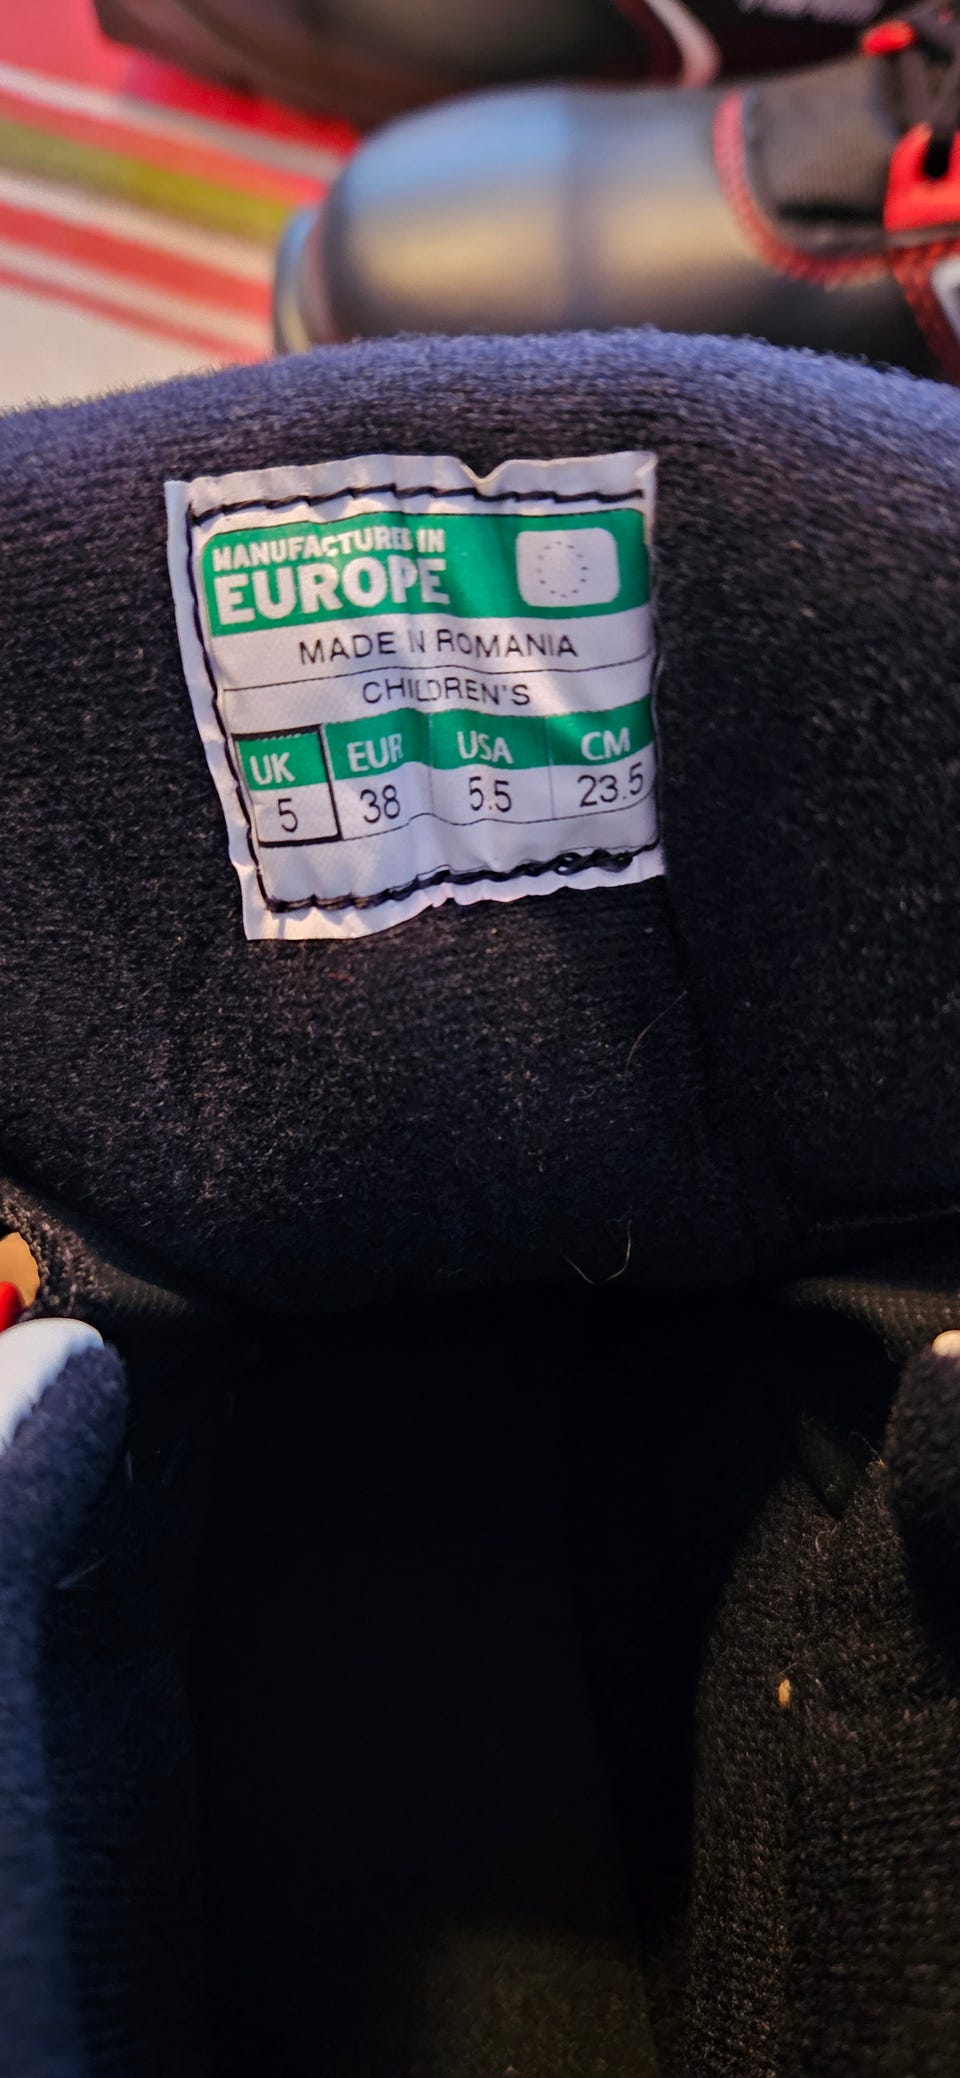 MANUFACTURED IN
EUROPE
MADE IN ROMANIA
CHILDREN'S
UK EUR USA CM
5 38 5.5 23.5